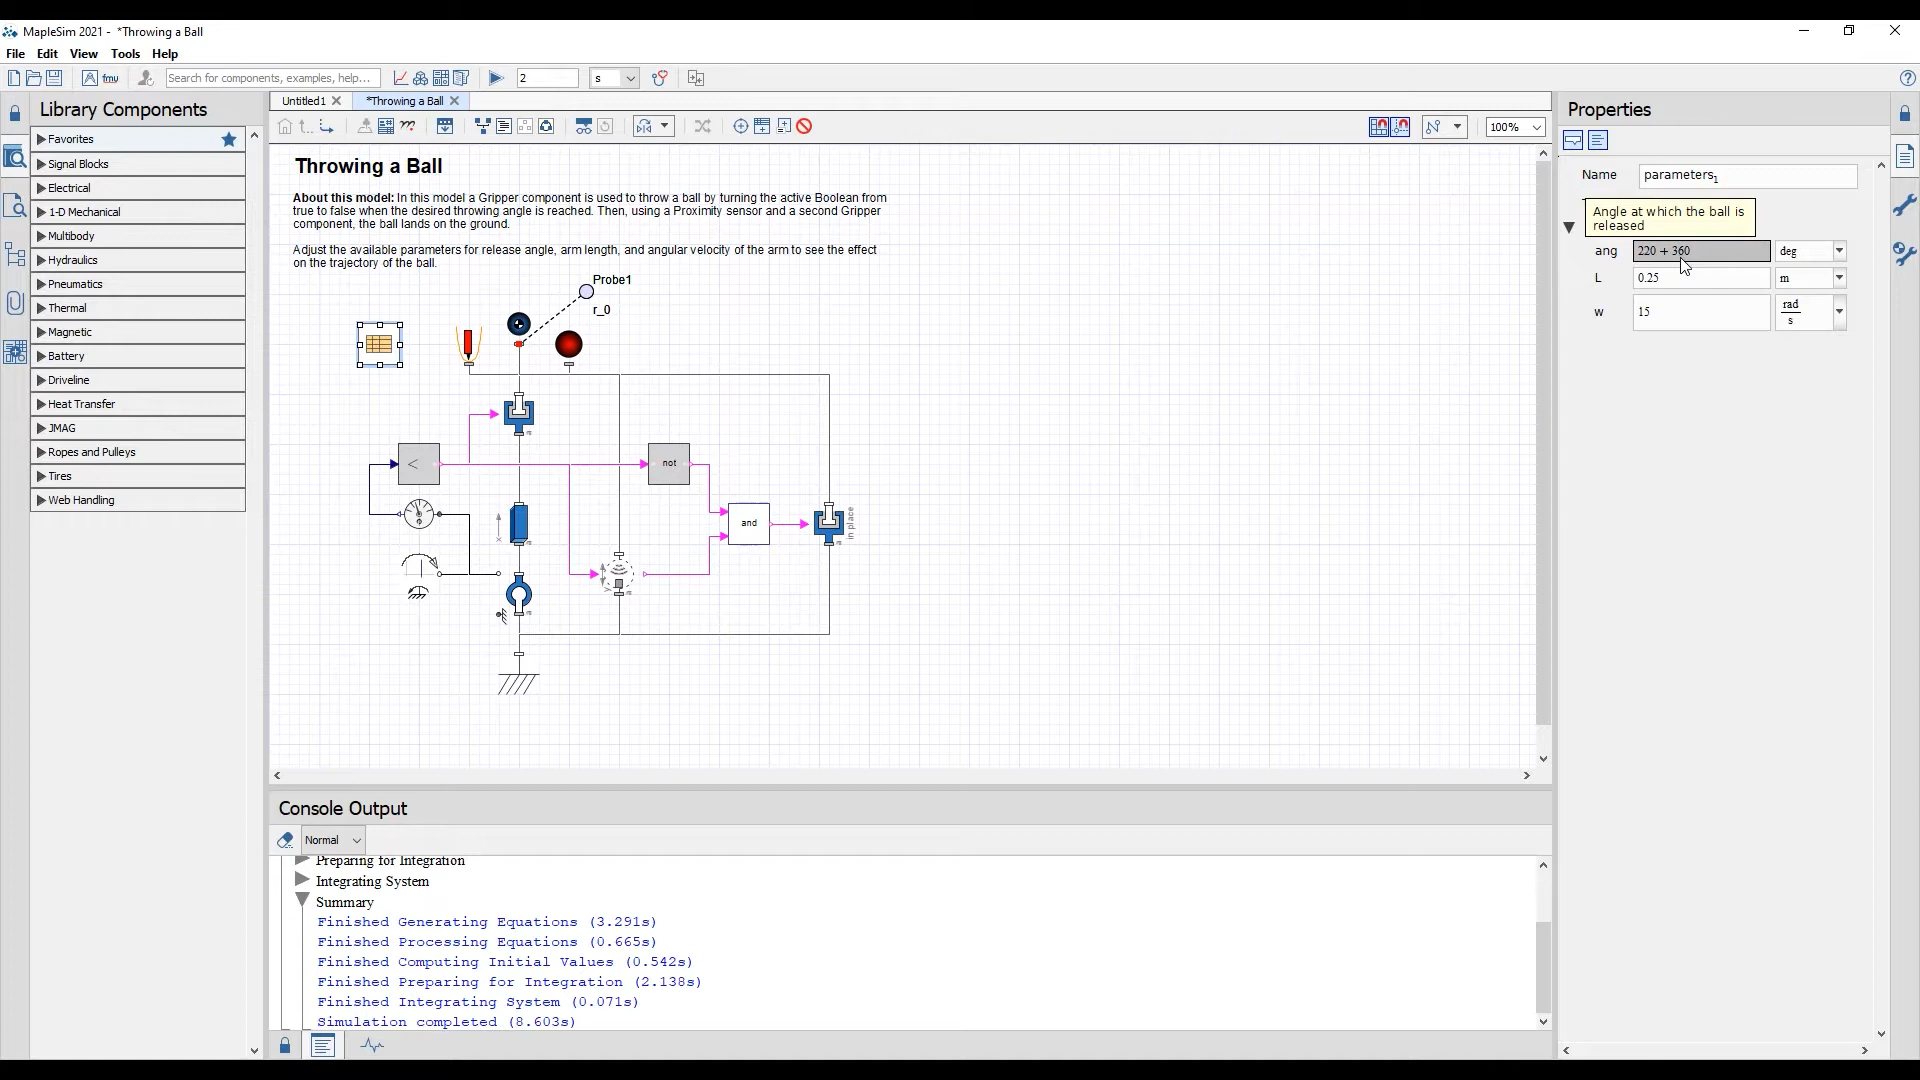 MapleSim 2021 - *Throwing a Ball
File Edit View Tools Help
fmu
Search for components, examples, help...
2
s
Library Components
Favorites
Signal Blocks
Electrical
1-D Mechanical
Multibody
Hydraulics
Pneumatics
Thermal
Magnetic
Battery
Driveline
Heat Transfer
JMAG
Ropes and Pulleys
Tires
Web Handling
Untitled1
*Throwing a Ball
100%
Throwing a Ball
About this model: In this model a Gripper component is used to throw a ball by turning the active Boolean from
true to false when the desired throwing angle is reached. Then, using a Proximity sensor and a second Gripper
component, the ball lands on the ground.
Adjust the available parameters for release angle, arm length, and angular velocity of the arm to see the effect
on the trajectory of the ball.
Probe1
r_0
<
not
and
in place
Console Output
Normal
Preparing for Integration
Integrating System
Summary
Finished Generating Equations (3.291s)
Finished Processing Equations (0.665s)
Finished Computing Initial Values (0.542s)
Finished Preparing for Integration (2.138s)
Finished Integrating System (0.071s)
Simulation completed (8.603s)
Properties
Name parameters1
Angle at which the ball is
released
ang 220 + 360 deg
L 0.25 m
w 15 rad
s